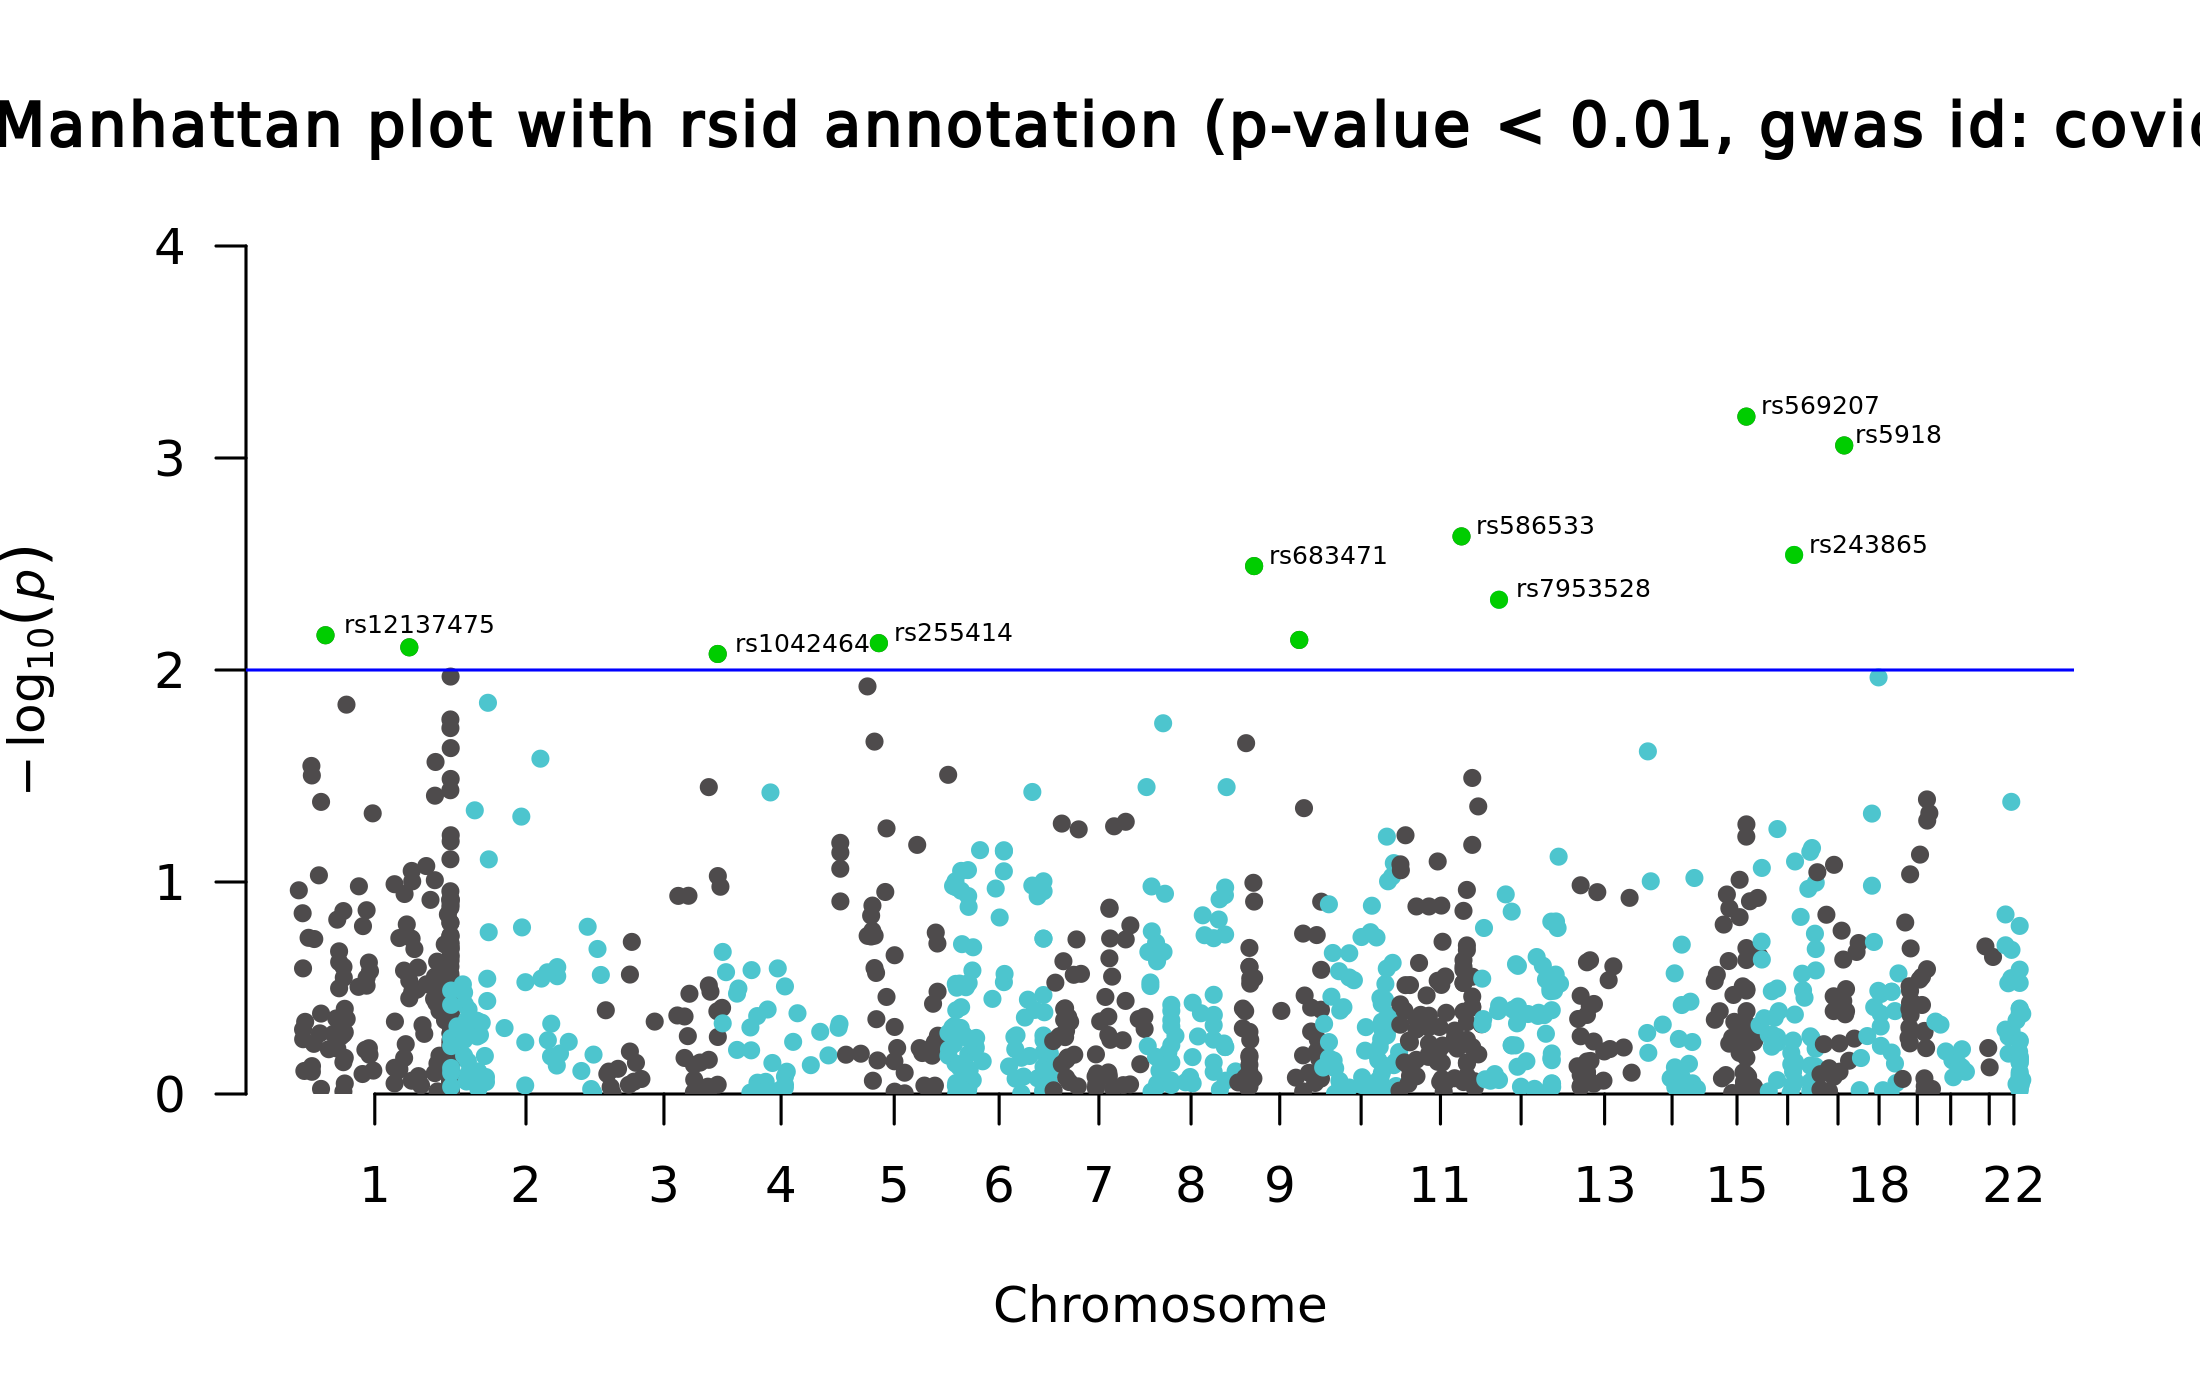 Manhattan plot with rsid annotation (p-value < 0.01, gwas id: covid
4
3
2
1
0
− log10(p)
rs569207
rs5918
rs586533
rs243865
rs683471
rs7953528
rs12137475
rs1042464
rs255414
1 2 3 4 5 6 7 8 9 11 13 15 18 22
Chromosome